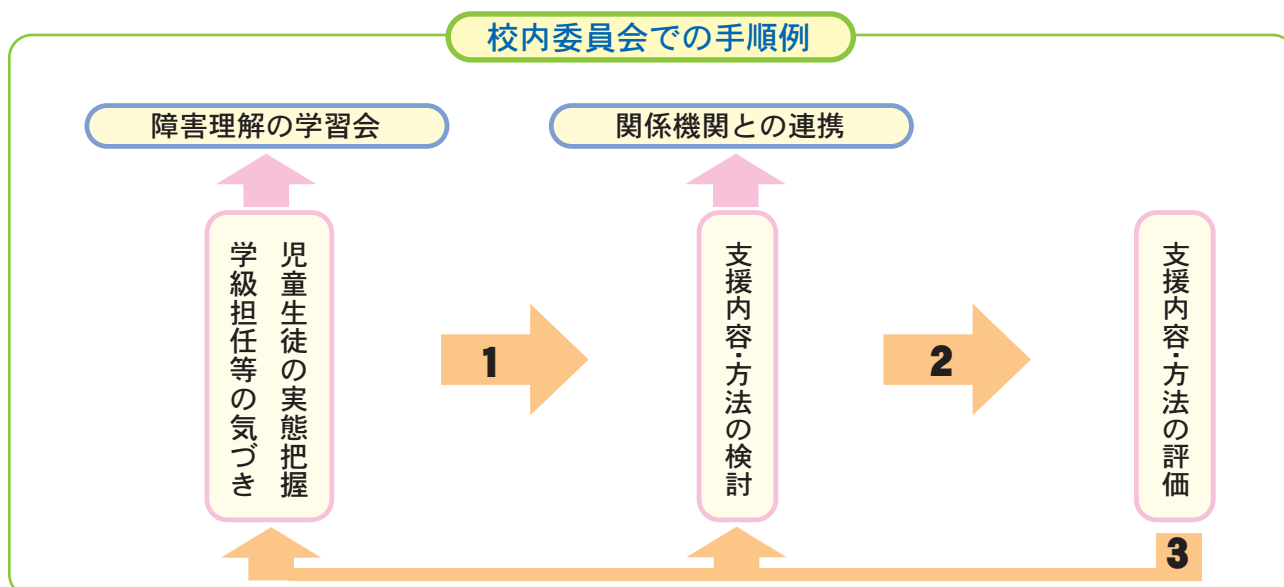 校内委員会での手順例
障害理解の学習会
関係機関との連携
児童生徒の実態把握
学級担任等の気づき
1
支援内容・方法の検討
2
支援内容・方法の評価
3